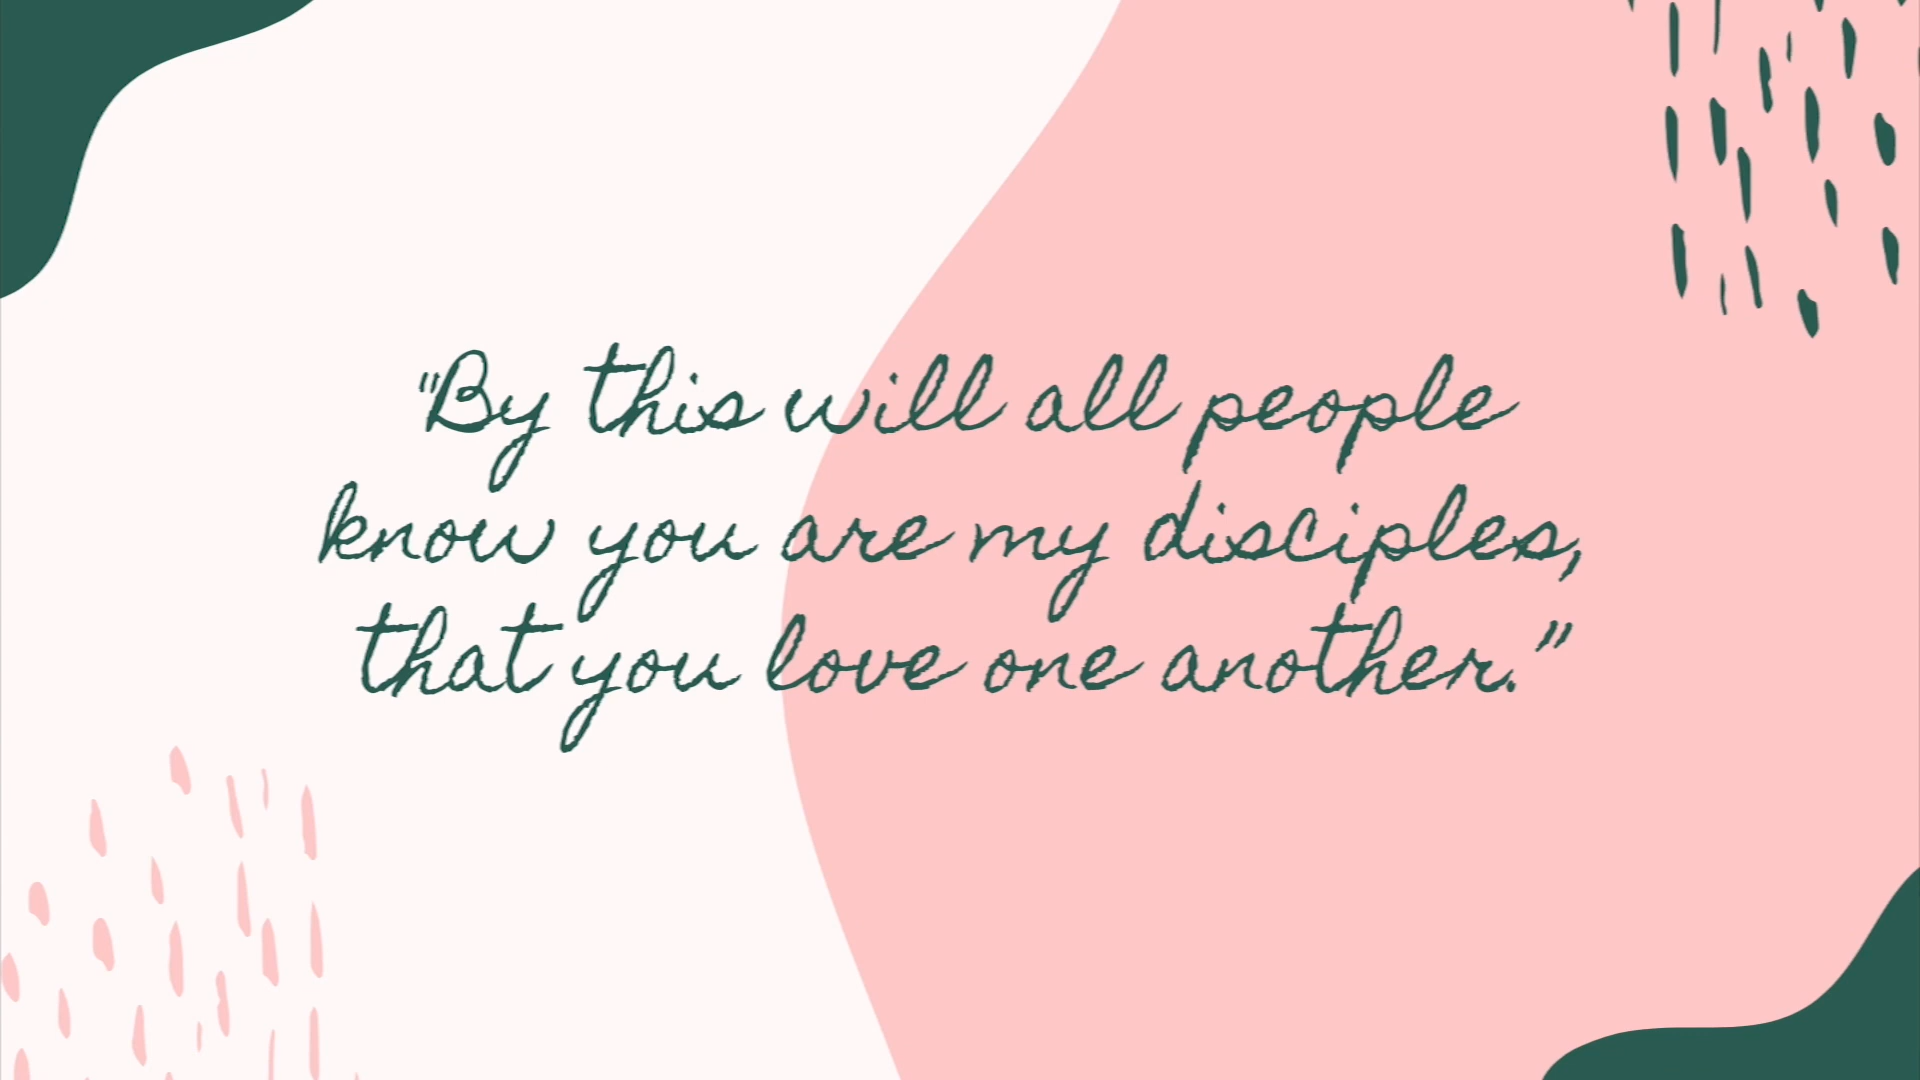 "By this will all people
know you are my disciples,
that you love one another."